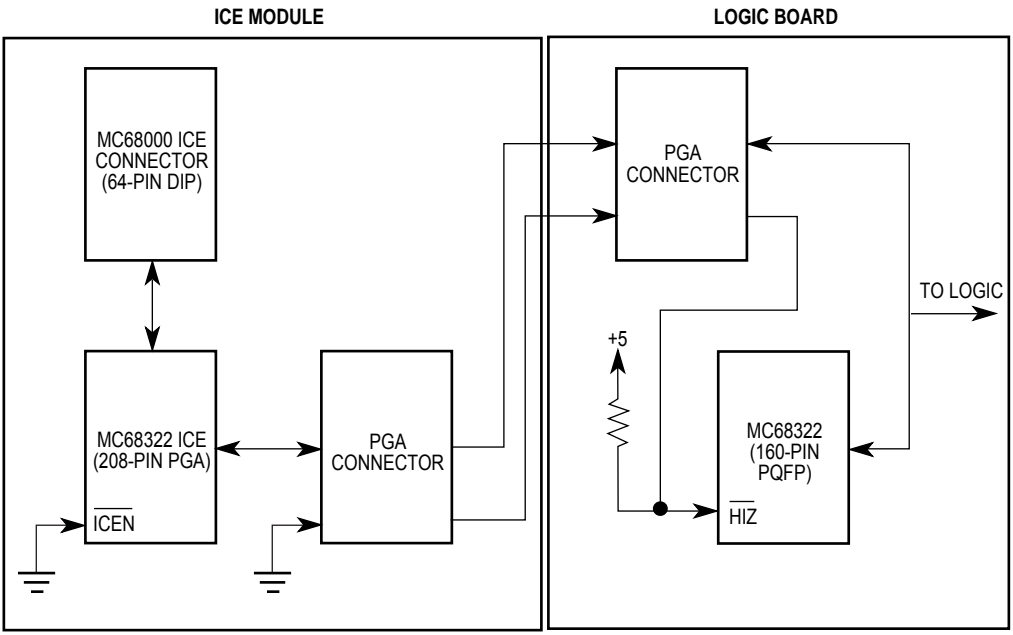 ICE MODULE
LOGIC BOARD
MC68000 ICE
CONNECTOR
(64-PIN DIP)
PGA
CONNECTOR
TO LOGIC
+5
MC68322 ICE
(208-PIN PGA)
ICEN
PGA
CONNECTOR
MC68322
(160-PIN
PQFP)
HIZ